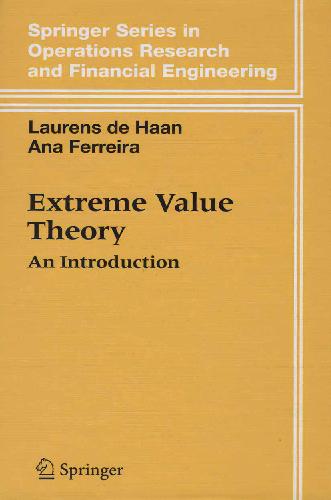 Springer Series in
Operations Research
and Financial Engineering
Laurens de Haan
Ana Ferreira
Extreme Value
Theory
An Introduction
Springer